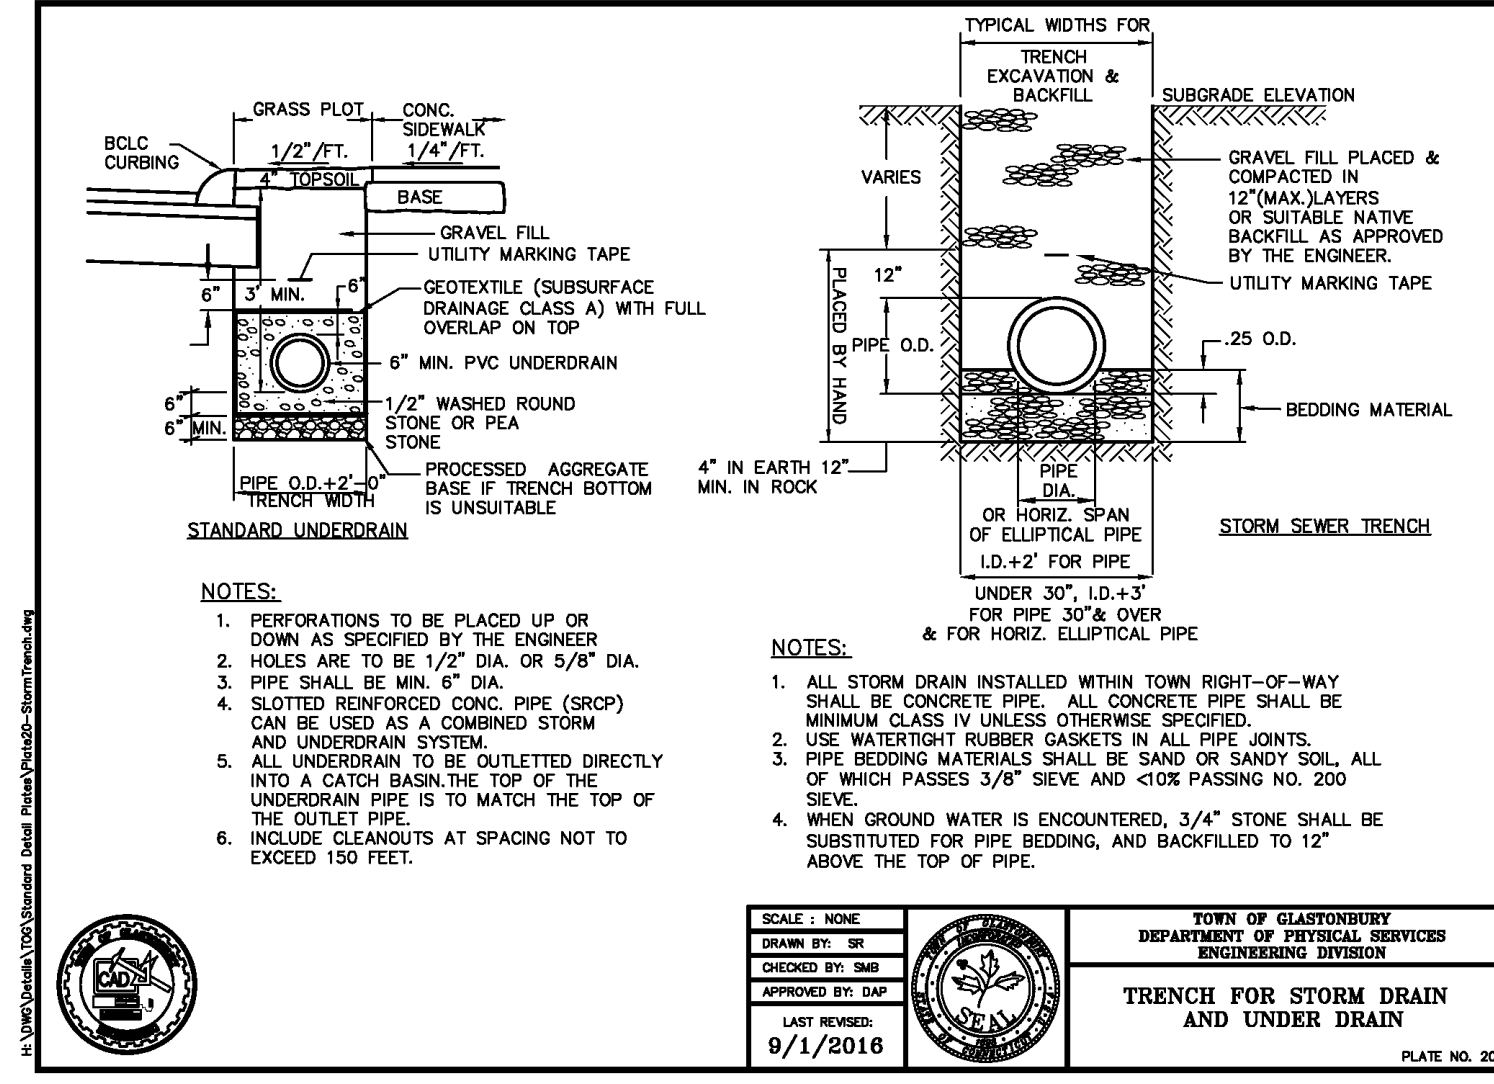 GRASS PLOT
CONC.
SIDEWALK
BCLC
CURBING
1/2"/FT.
1/4"/FT.
4" TOPSOIL
BASE
GRAVEL FILL
UTILITY MARKING TAPE
6"
3' MIN.
6"
GEOTEXTILE (SUBSURFACE
DRAINAGE CLASS A) WITH FULL
OVERLAP ON TOP
6" MIN. PVC UNDERDRAIN
6"
1/2" WASHED ROUND
STONE OR PEA
STONE
6" MIN.
PROCESSED AGGREGATE
BASE IF TRENCH BOTTOM
IS UNSUITABLE
PIPE O.D.+2'-0"
TRENCH WIDTH
STANDARD UNDERDRAIN
NOTES:
1. PERFORATIONS TO BE PLACED UP OR
DOWN AS SPECIFIED BY THE ENGINEER
2. HOLES ARE TO BE 1/2" DIA. OR 5/8" DIA.
3. PIPE SHALL BE MIN. 6" DIA.
4. SLOTTED REINFORCED CONC. PIPE (SRCP)
CAN BE USED AS A COMBINED STORM
AND UNDERDRAIN SYSTEM.
5. ALL UNDERDRAIN TO BE OUTLETTED DIRECTLY
INTO A CATCH BASIN.THE TOP OF THE
UNDERDRAIN PIPE IS TO MATCH THE TOP OF
THE OUTLET PIPE.
6. INCLUDE CLEANOUTS AT SPACING NOT TO
EXCEED 150 FEET.
TYPICAL WIDTHS FOR
TRENCH
EXCAVATION &
BACKFILL
SUBGRADE ELEVATION
VARIES
GRAVEL FILL PLACED &
COMPACTED IN
12"(MAX.)LAYERS
OR SUITABLE NATIVE
BACKFILL AS APPROVED
BY THE ENGINEER.
UTILITY MARKING TAPE
12"
PLACED BY HAND
PIPE O.D.
.25 O.D.
BEDDING MATERIAL
4" IN EARTH 12"
MIN. IN ROCK
PIPE
DIA.
OR HORIZ. SPAN
OF ELLIPTICAL PIPE
I.D.+2' FOR PIPE
UNDER 30", I.D.+3'
FOR PIPE 30"& OVER
& FOR HORIZ. ELLIPTICAL PIPE
STORM SEWER TRENCH
NOTES:
1. ALL STORM DRAIN INSTALLED WITHIN TOWN RIGHT-OF-WAY
SHALL BE CONCRETE PIPE. ALL CONCRETE PIPE SHALL BE
MINIMUM CLASS IV UNLESS OTHERWISE SPECIFIED.
2. USE WATERTIGHT RUBBER GASKETS IN ALL PIPE JOINTS.
3. PIPE BEDDING MATERIALS SHALL BE SAND OR SANDY SOIL, ALL
OF WHICH PASSES 3/8" SIEVE AND <10% PASSING NO. 200
SIEVE.
4. WHEN GROUND WATER IS ENCOUNTERED, 3/4" STONE SHALL BE
SUBSTITUTED FOR PIPE BEDDING, AND BACKFILLED TO 12"
ABOVE THE TOP OF PIPE.
H:\DWG\Details\TOG\Standard Detail Plates\Plate20-StormTrench.dwg
TOWN OF GLASTONBURY
CAD
ENGINEERING
SCALE : NONE
DRAWN BY: SR
CHECKED BY: SMB
APPROVED BY: DAP
LAST REVISED:
9/1/2016
TOWN OF GLASTONBURY
INCORPORATED
SEAL
STATE OF CONNECTICUT. U.S.A
TOWN OF GLASTONBURY
DEPARTMENT OF PHYSICAL SERVICES
ENGINEERING DIVISION
TRENCH FOR STORM DRAIN
AND UNDER DRAIN
PLATE NO. 20